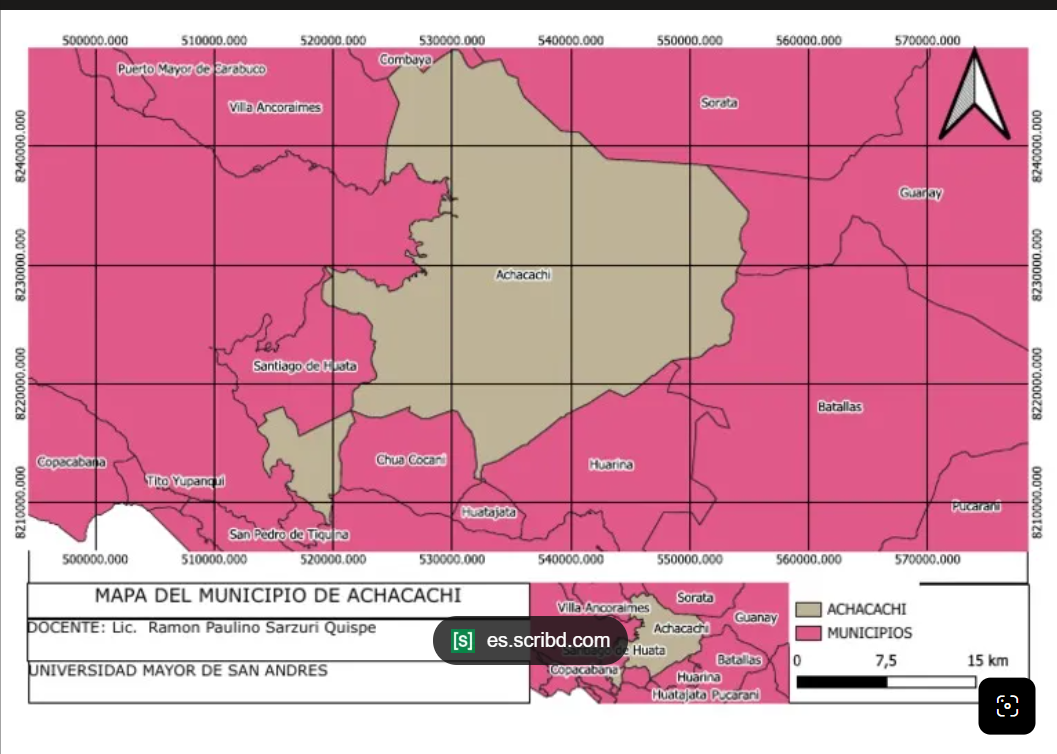 500000.000 510000.000 520000.000 530000.000 540000.000 550000.000 560000.000 570000.000
Combaya
Puerto Mayor de Carabuco
Villa Ancoraimes
Sorata
8240000.000 8240000.000
Guanay
8230000.000 8230000.000
Achacachi
Santiago de Huata
8220000.000 8220000.000
Batallas
Copacabana
Chua Cocani
Huarina
Tito Yupanqui
8210000.000 8210000.000
Huatajata
Pucarani
San Pedro de Tiquina
500000.000 510000.000 520000.000 530000.000 540000.000 550000.000 560000.000 570000.000
MAPA DEL MUNICIPIO DE ACHACACHI
DOCENTE: Lic. Ramon Paulino Sarzuri Quispe
UNIVERSIDAD MAYOR DE SAN ANDRES
Sorata
Villa Ancoraimes
Guanay
Achacachi
Santiago de Huata
Batallas
Copacabana
Huarina
Huatajata Pucarani
[s] es.scribd.com
ACHACACHI
MUNICIPIOS
0 7,5 15 km